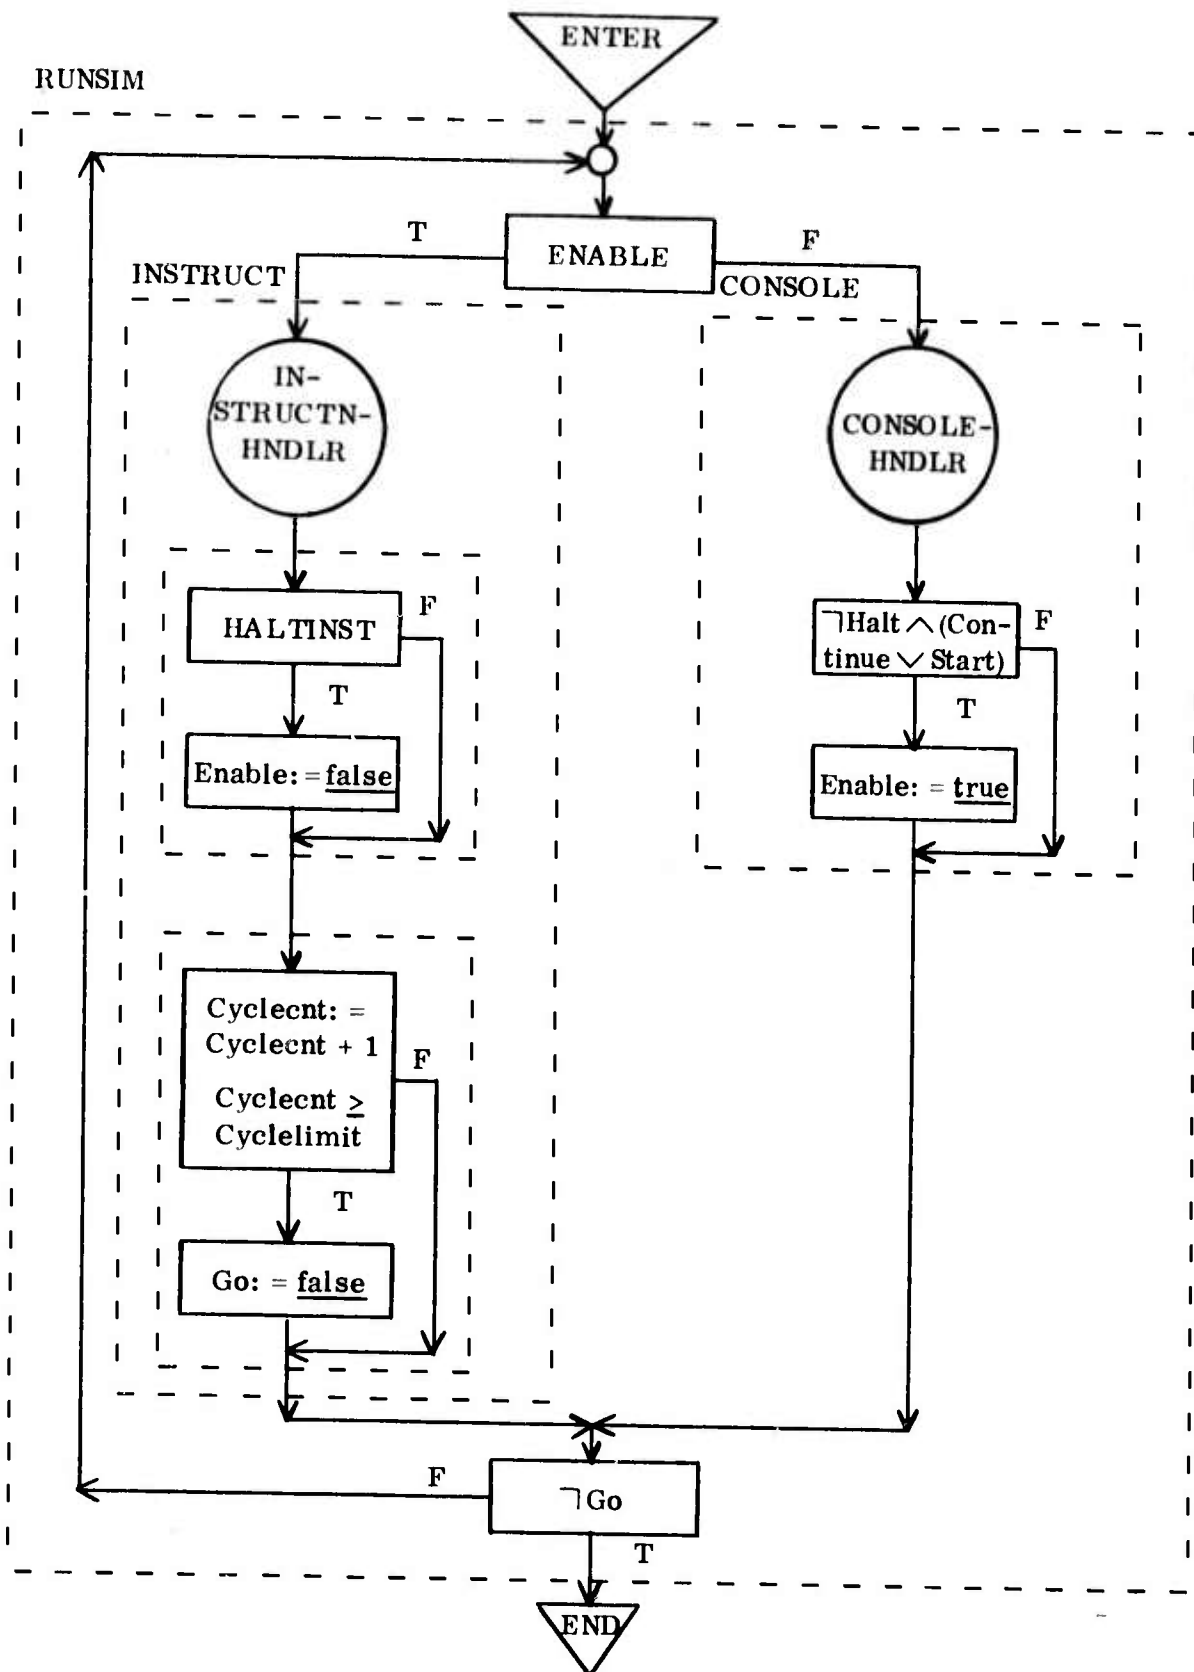 ENTER
RUNSIM
T
F
ENABLE
INSTRUCT
CONSOLE
IN-
STRUCTN-
HNDLR
CONSOLE-
HNDLR
HALTINST
F
T
Enable: = false
¬Halt ∧ (Con-
tinue ∨ Start)
F
T
Enable: = true
Cyclecnt: =
Cyclecnt + 1
Cyclecnt ≥
Cyclelimit
F
T
Go: = false
F
¬Go
T
END